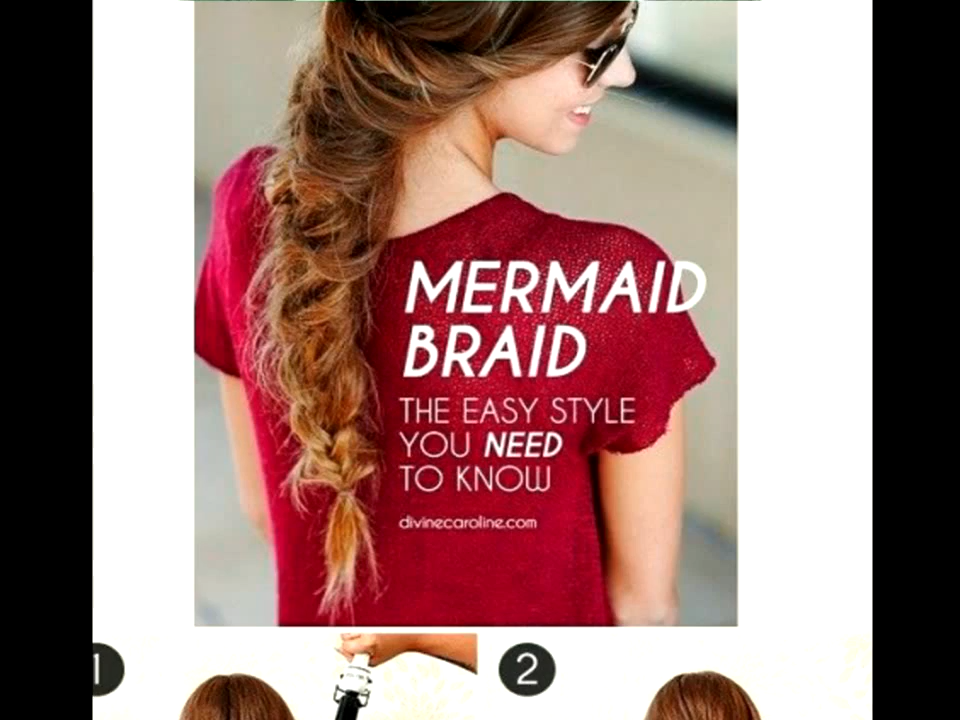 MERMAID
BRAID
THE EASY STYLE
YOU NEED
TO KNOW
divinecaroline.com
1
2